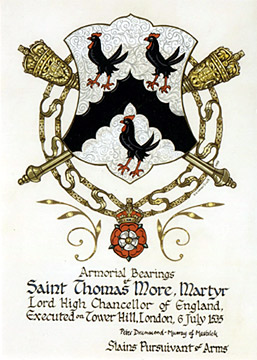 Armorial Bearings
Saint Thomas More, Martyr
Lord High Chancellor of England,
Executed on Tower Hill, London, 6 July 1535
Peter Drummond-Murray of Mastrick
Slains Pursuivant of Arms